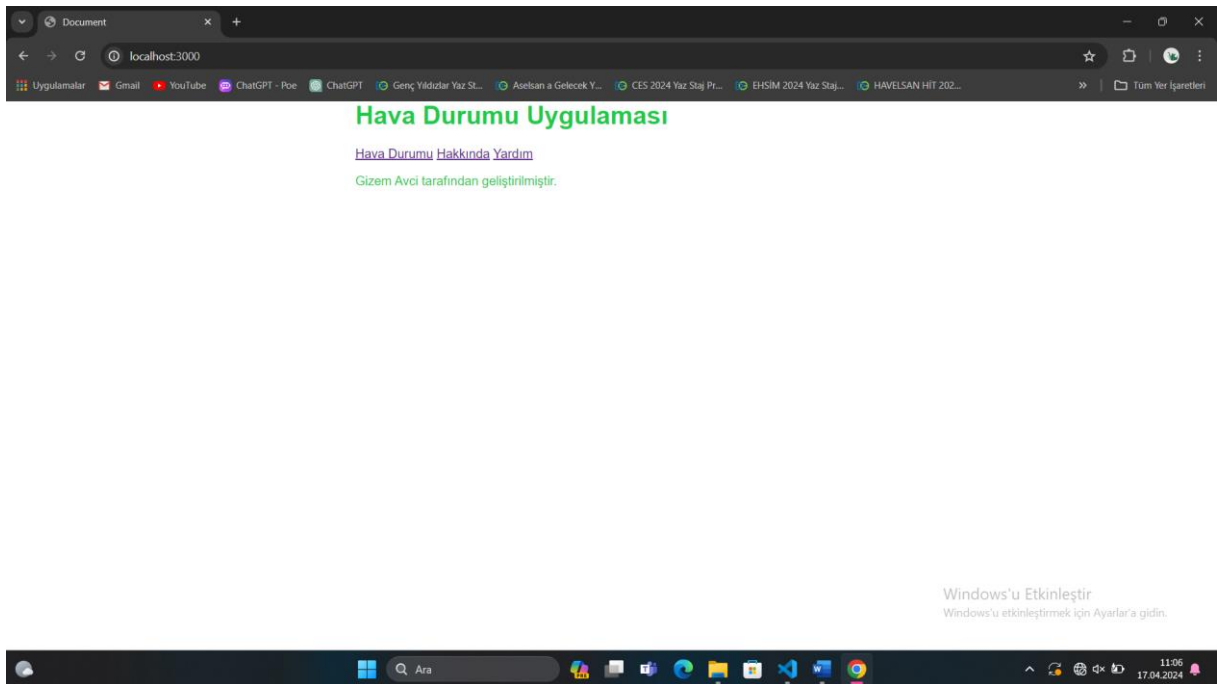 Document
localhost:3000
Uygulamalar Gmail YouTube ChatGPT - Poe ChatGPT Genç Yıldızlar Yaz St... Aselsan a Gelecek Y... CES 2024 Yaz Staj Pr... EHSİM 2024 Yaz Staj... HAVELSAN HİT 202... Tüm Yer İşaretleri
Hava Durumu Uygulaması
Hava Durumu Hakkında Yardım
Gizem Avci tarafından geliştirilmiştir.
Windows'u Etkinleştir
Windows'u etkinleştirmek için Ayarlar'a gidin.
Ara
11:06
17.04.2024